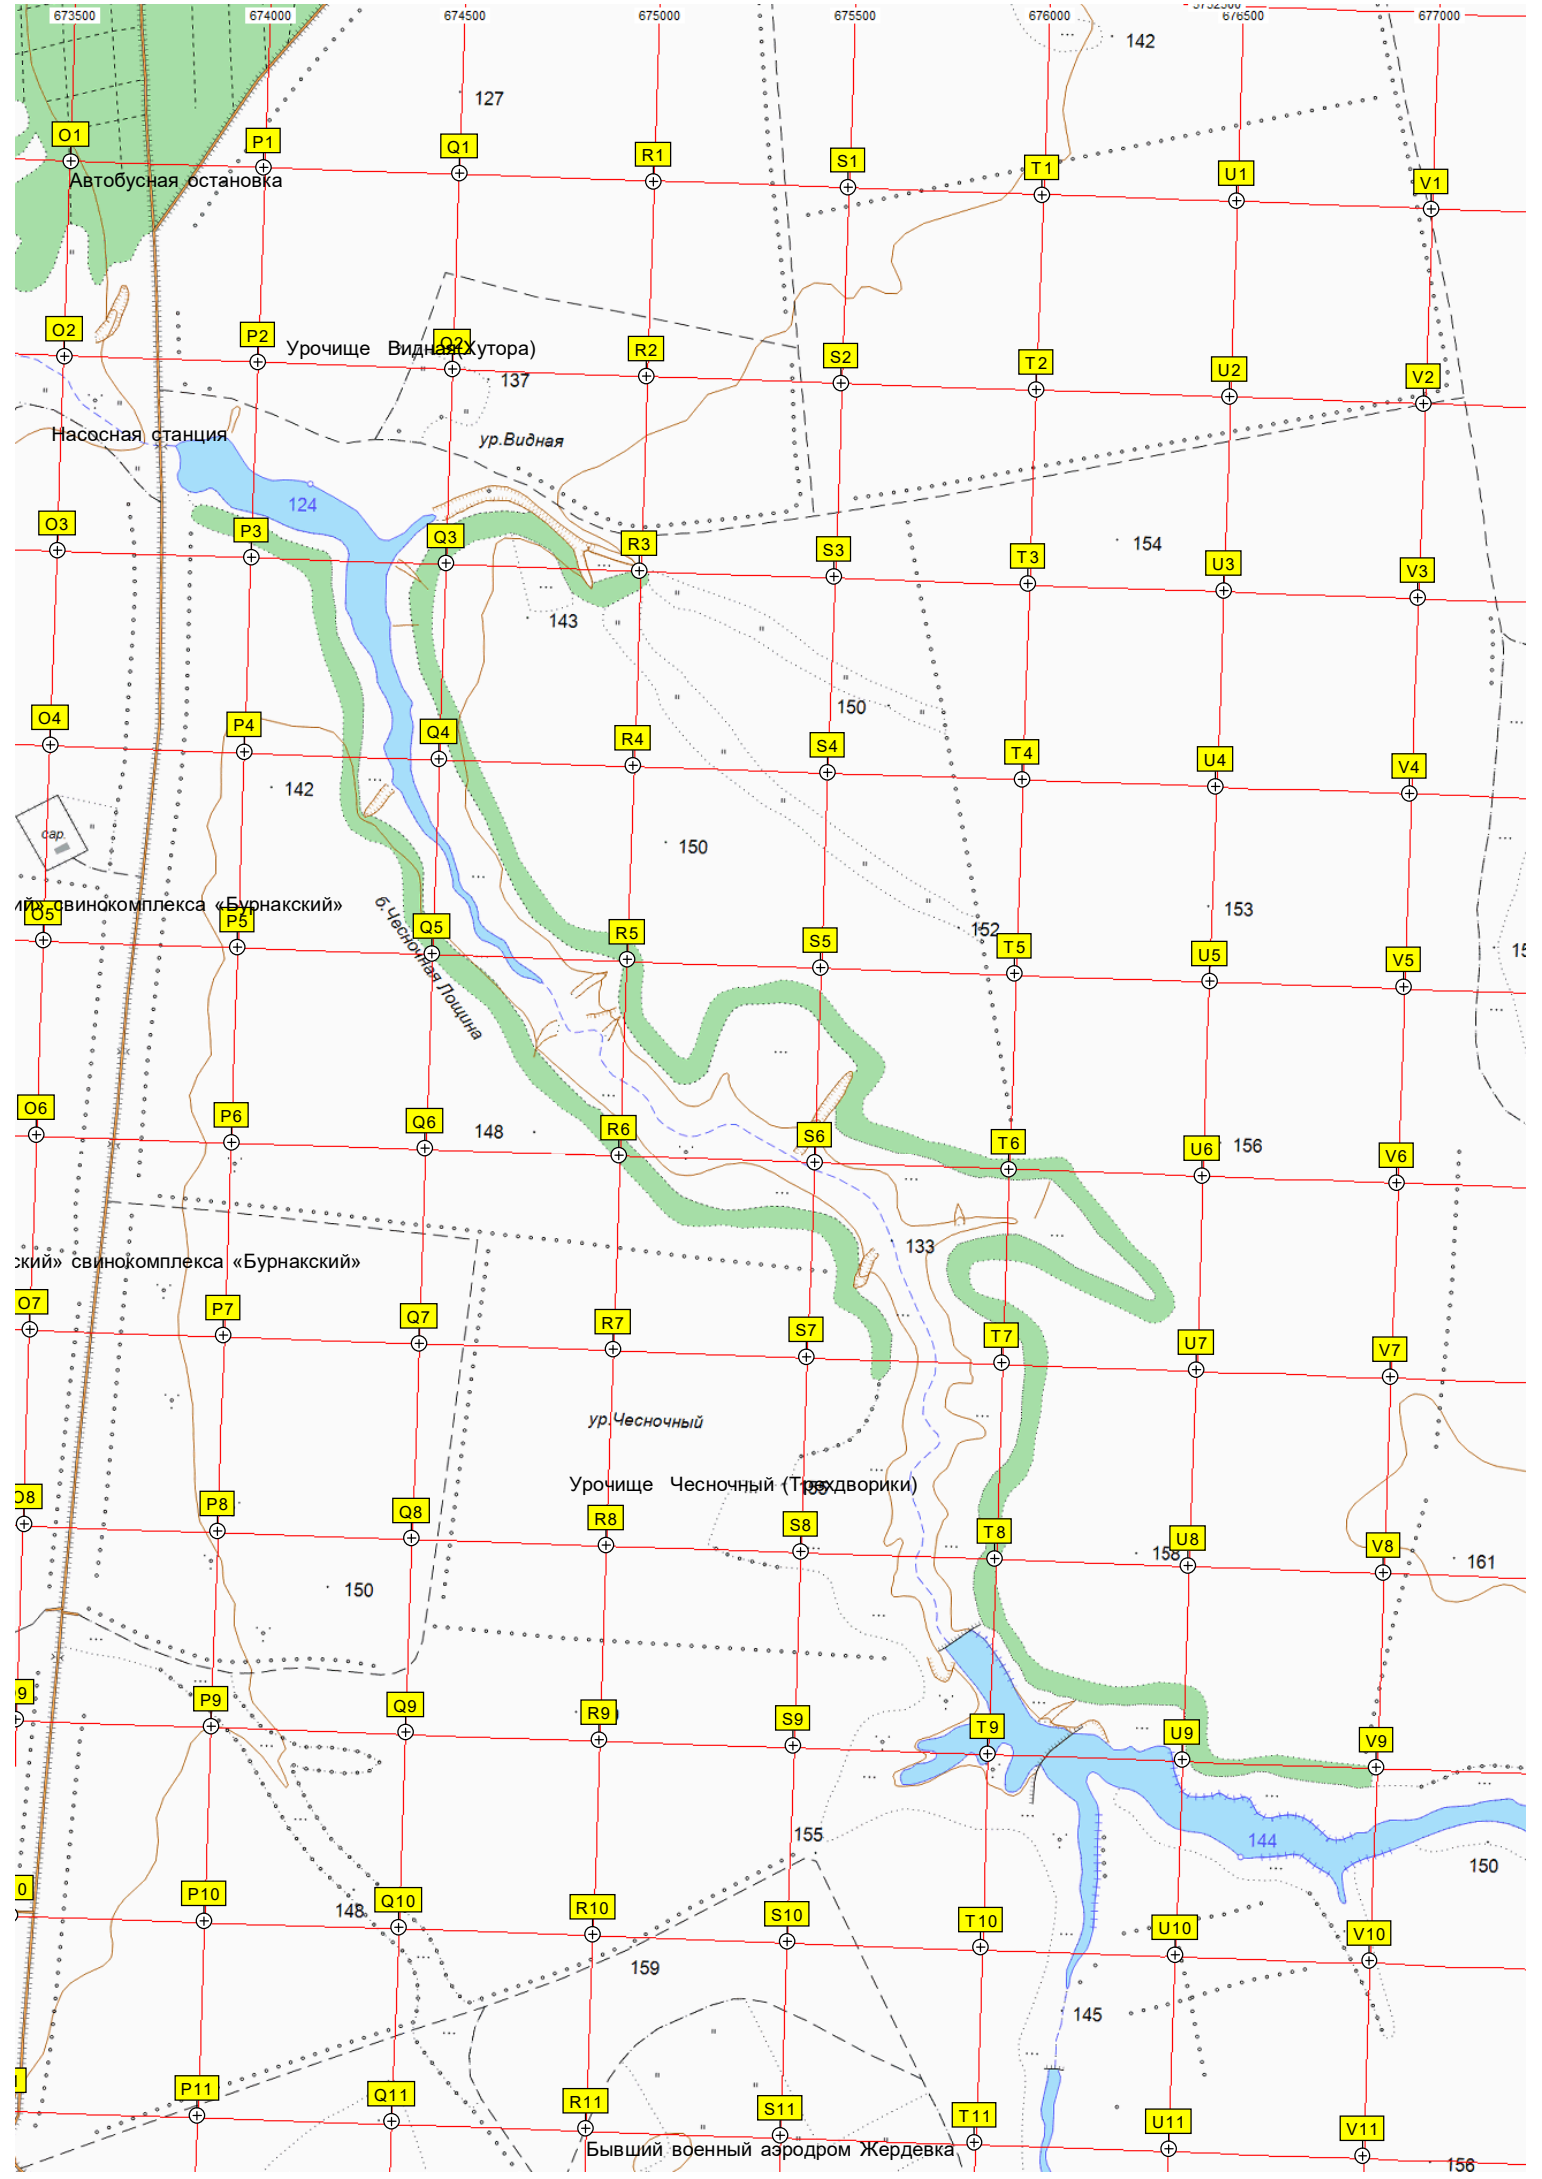 673500 674000 674500 675000 675500 676000 676500 677000
142
127
O1 P1 Q1 R1 S1 T1 U1 V1
Автобусная остановка
O2 P2 Q2 R2 S2 T2 U2 V2
Урочище Видная(Хутора)
137
Насосная станция
ур.Видная
124
O3 P3 Q3 R3 S3 T3 U3 V3
154
143
150
O4 P4 Q4 R4 S4 T4 U4 V4
142
сар.
150
свинокомплекса «Бурнакский»
153
152
б.Чесночная Лощина
O5 P5 Q5 R5 S5 T5 U5 V5
O6 P6 Q6 R6 S6 T6 U6 V6
148
156
133
свинокомплекса «Бурнакский»
O7 P7 Q7 R7 S7 T7 U7 V7
ур.Чесночный
Урочище Чесночный (Трехдворики)
155
O8 P8 Q8 R8 S8 T8 U8 V8
158
161
150
P9 Q9 R9 S9 T9 U9 V9
155
144
150
P10 Q10 R10 S10 T10 U10 V10
148
159
145
P11 Q11 R11 S11 T11 U11 V11
Бывший военный аэродром Жердевка
156